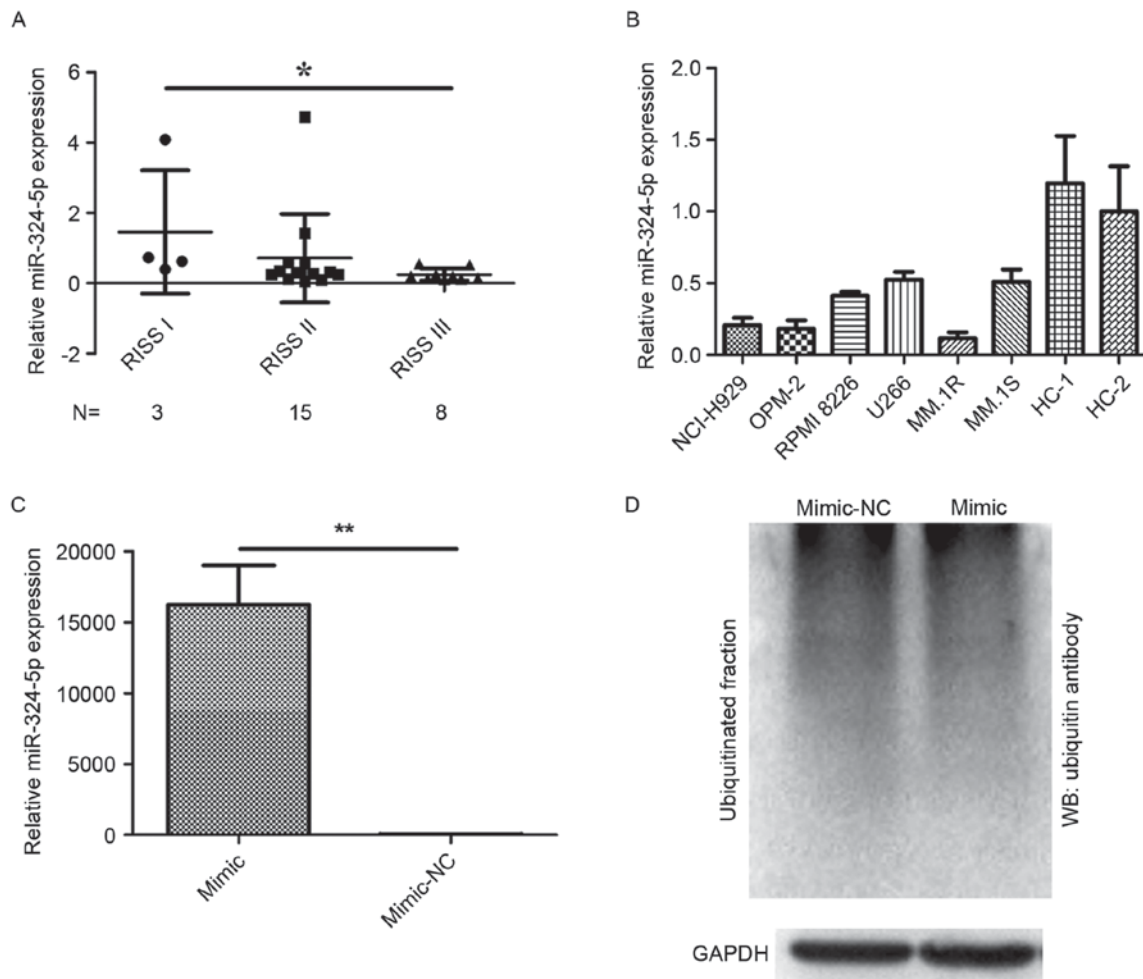 A
Relative miR-324-5p expression
6
4
2
0
-2
*
RISS I
RISS II
RISS III
N= 3 15 8
B
Relative miR-324-5p expression
2.0
1.5
1.0
0.5
0.0
NCI-H929
OPM-2
RPMI 8226
U266
MM.1R
MM.1S
HC-1
HC-2
C
Relative miR-324-5p expression
20000
15000
10000
5000
0
**
Mimic
Mimic-NC
D
Mimic-NC Mimic
Ubiquitinated fraction
WB: ubiquitin antibody
GAPDH